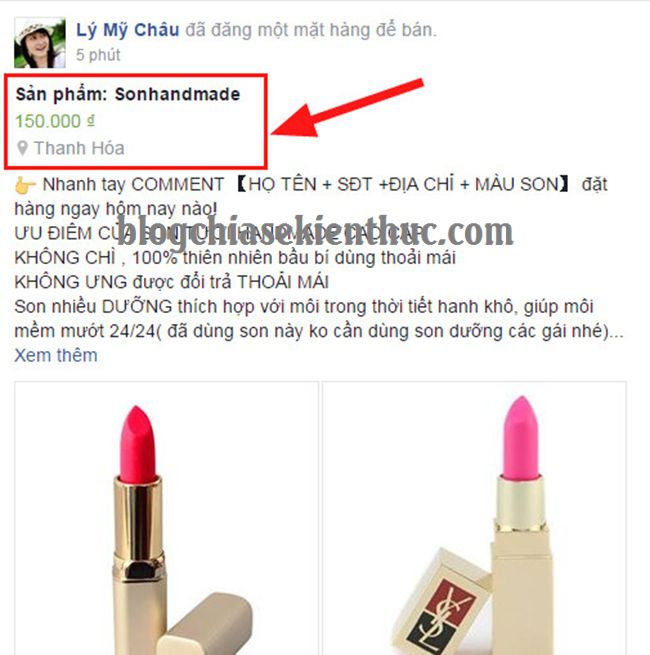 Lý Mỹ Châu đã đăng một mặt hàng để bán.
5 phút
Sản phẩm: Sonhandmade
150.000 ₫
Thanh Hóa
👉 Nhanh tay COMMENT 【HỌ TÊN + SĐT +ĐỊA CHỈ + MÀU SON】 đặt
hàng ngay hôm nay nào!
ƯU ĐIỂM CỦA SON
blogchiasekienthuc.com
KHÔNG CHÌ , 100% thiên nhiên bầu bí dùng thoải mái
KHÔNG ƯNG được đổi trả THOẢI MÁI
Son nhiều DƯỠNG thích hợp với môi trong thời tiết hanh khô, giúp môi
mềm mướt 24/24( đã dùng son này ko cần dùng son dưỡng các gái nhé)...
Xem thêm
YSL